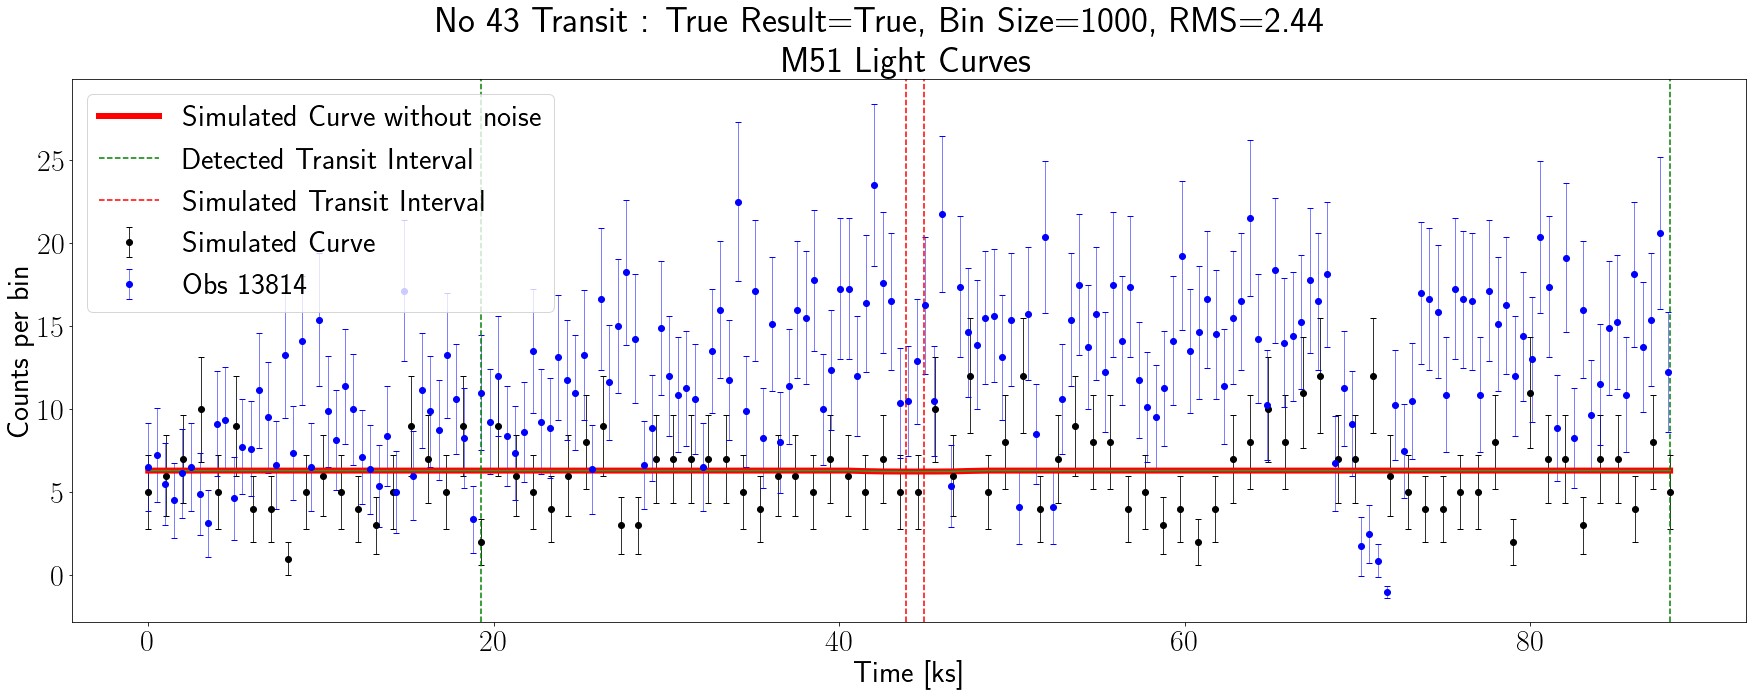 No 43 Transit : True Result=True, Bin Size=1000, RMS=2.44
M51 Light Curves
Simulated Curve without noise
Detected Transit Interval
Simulated Transit Interval
Simulated Curve
Obs 13814
Counts per bin
25
20
15
10
5
0
0 20 40 60 80
Time [ks]